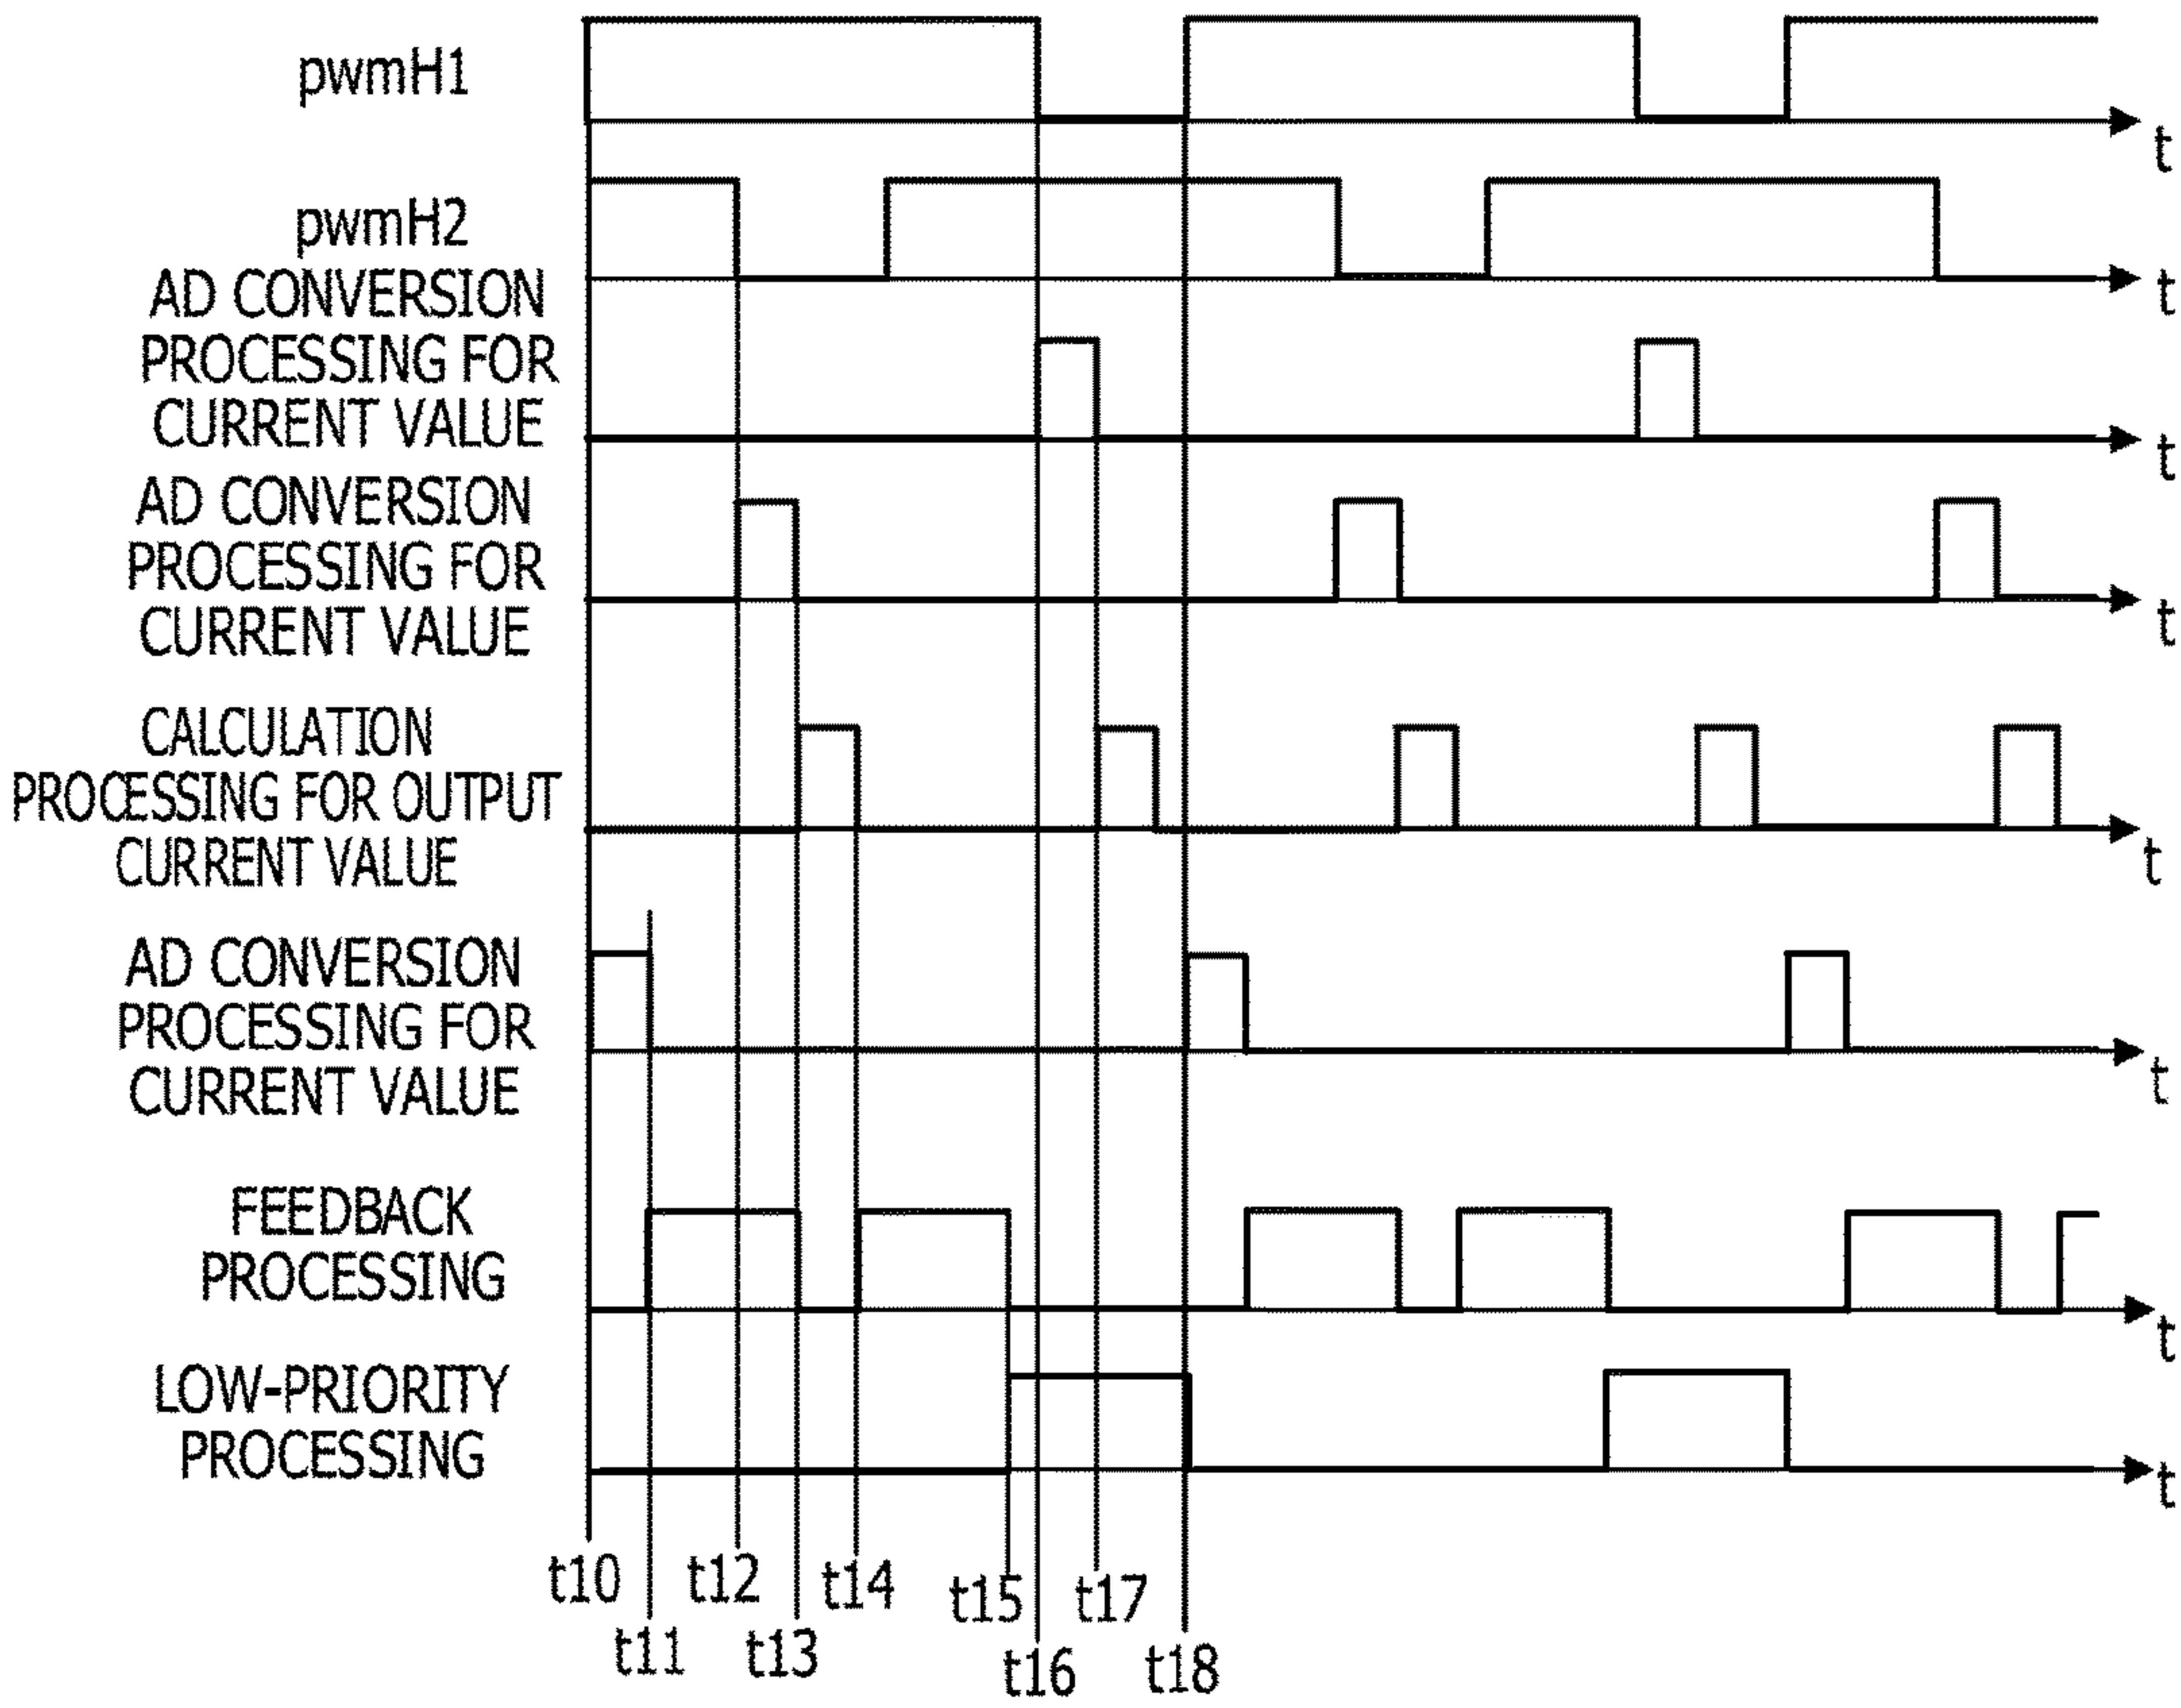 pwmH1
t
pwmH2
t
AD CONVERSION
PROCESSING FOR
CURRENT VALUE
t
AD CONVERSION
PROCESSING FOR
CURRENT VALUE
t
CALCULATION
PROCESSING FOR OUTPUT
CURRENT VALUE
t
AD CONVERSION
PROCESSING FOR
CURRENT VALUE
t
FEEDBACK
PROCESSING
t
LOW-PRIORITY
PROCESSING
t
t10
t11
t12
t13
t14
t15
t16
t17
t18